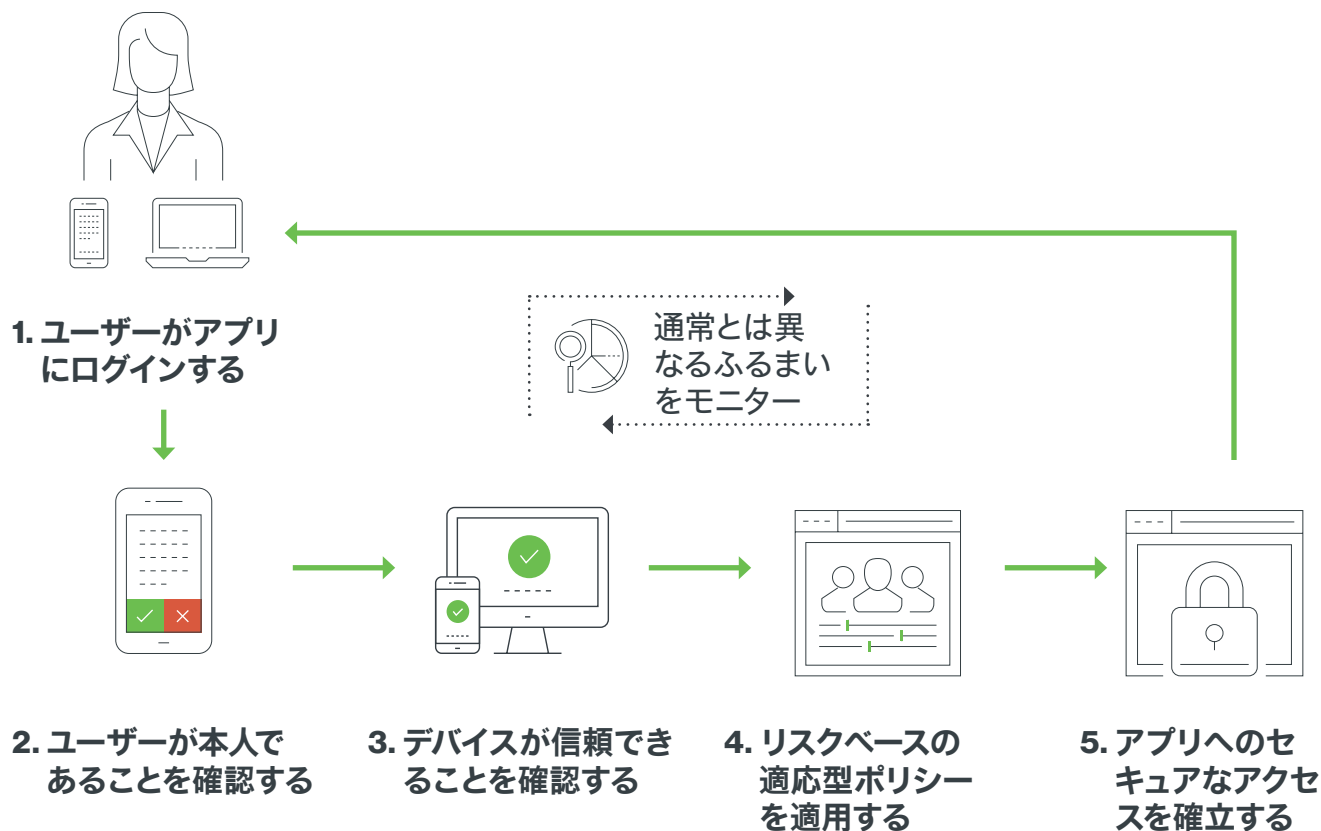 1. ユーザーがアプリ
にログインする
通常とは異
なるふるまい
をモニター
2. ユーザーが本人で
あることを確認する
3. デバイスが信頼でき
ることを確認する
4. リスクベースの
適応型ポリシー
を適用する
5. アプリへのセ
キュアなアクセ
スを確立する